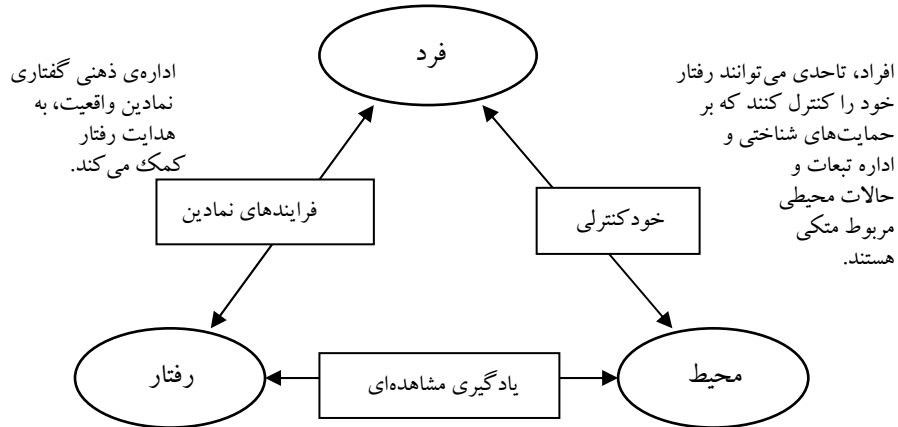 فرد
افراد، تاحدی می‌توانند رفتار
خود را کنترل کنند که بر
حمایت‌های شناختی و
اداره تبعات و
حالات محیطی
مربوط متکی
هستند.
اداره‌ی ذهنی گفتاری
نمادین واقعیت، به
هدایت رفتار
کمک می‌کند.
خودکنترلی
فرایندهای نمادین
محیط
یادگیری مشاهده‌ای
رفتار